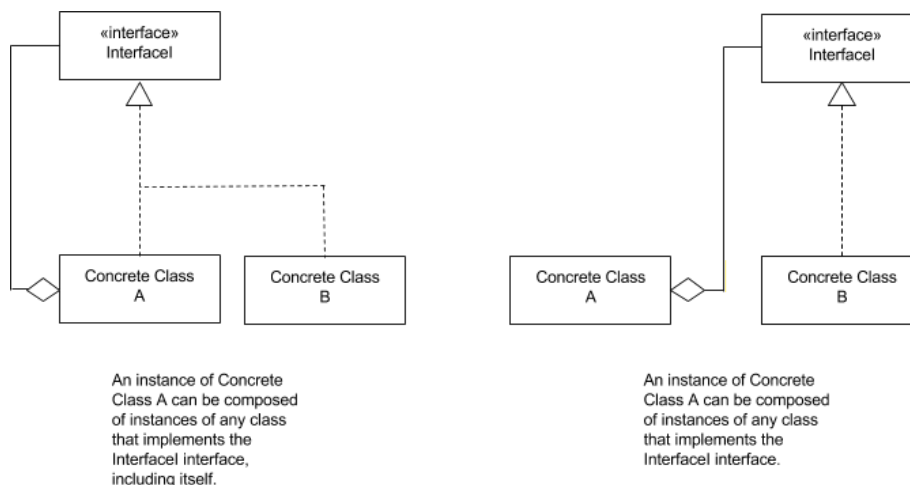 «interface»
InterfaceI
Concrete Class
A
Concrete Class
B
An instance of Concrete
Class A can be composed
of instances of any class
that implements the
InterfaceI interface,
including itself.
«interface»
InterfaceI
Concrete Class
A
Concrete Class
B
An instance of Concrete
Class A can be composed
of instances of any class
that implements the
InterfaceI interface.